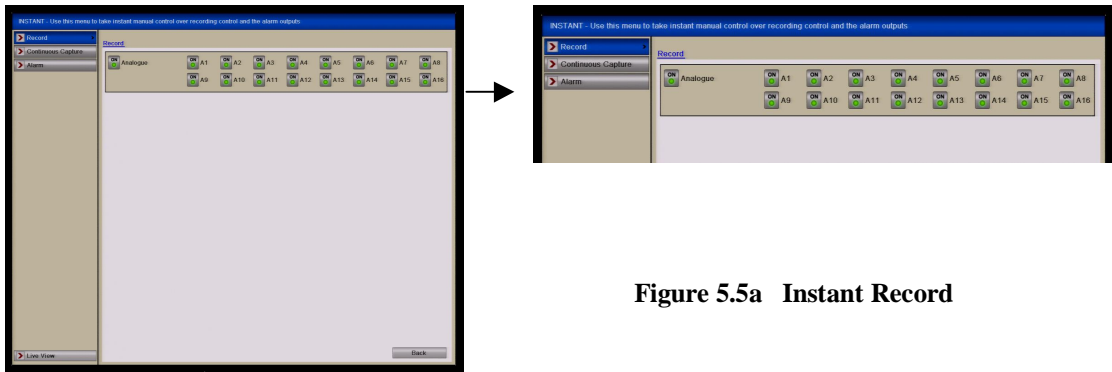 INSTANT - Use this menu to take instant manual control over recording control and the alarm outputs
Record
Continuous Capture
Alarm
Record
ON Analogue ON A1 ON A2 ON A3 ON A4 ON A5 ON A6 ON A7 ON A8
ON A9 ON A10 ON A11 ON A12 ON A13 ON A14 ON A15 ON A16
Live View
Back
INSTANT - Use this menu to take instant manual control over recording control and the alarm outputs
Record
Continuous Capture
Alarm
Record
ON Analogue ON A1 ON A2 ON A3 ON A4 ON A5 ON A6 ON A7 ON A8
ON A9 ON A10 ON A11 ON A12 ON A13 ON A14 ON A15 ON A16
Figure 5.5a Instant Record